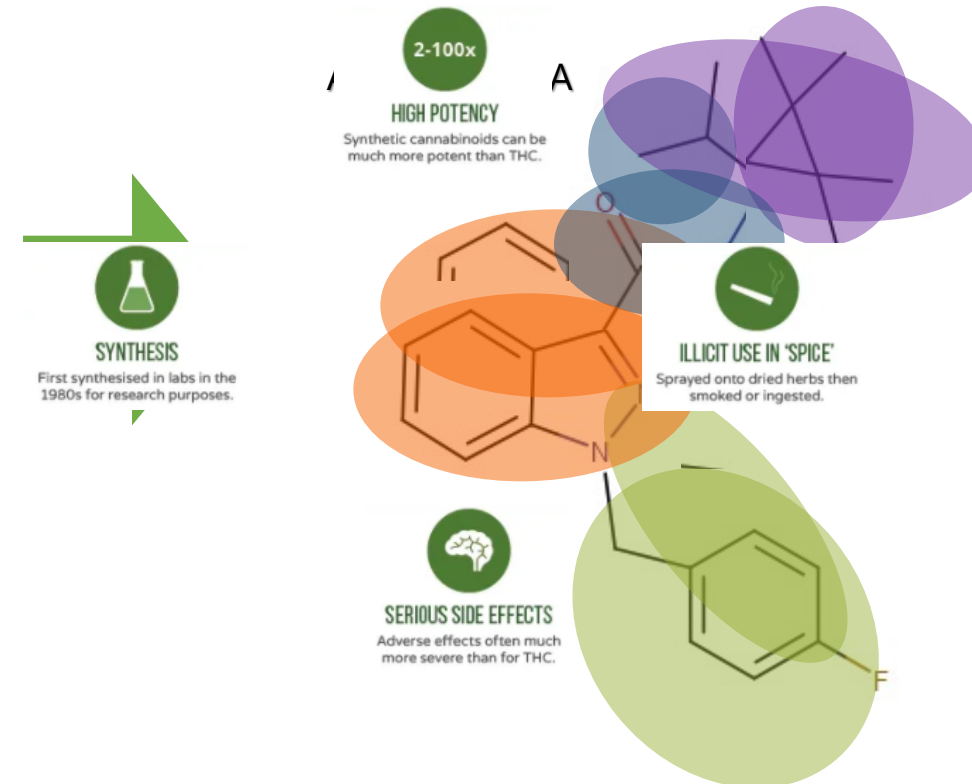 2-100x
A
HIGH POTENCY
Synthetic cannabinoids can be
much more potent than THC.
O
SYNTHESIS
First synthesised in labs in the
1980s for research purposes.
ILLICIT USE IN ‘SPICE’
Sprayed onto dried herbs then
smoked or ingested.
N
SERIOUS SIDE EFFECTS
Adverse effects often much
more severe than for THC.
F